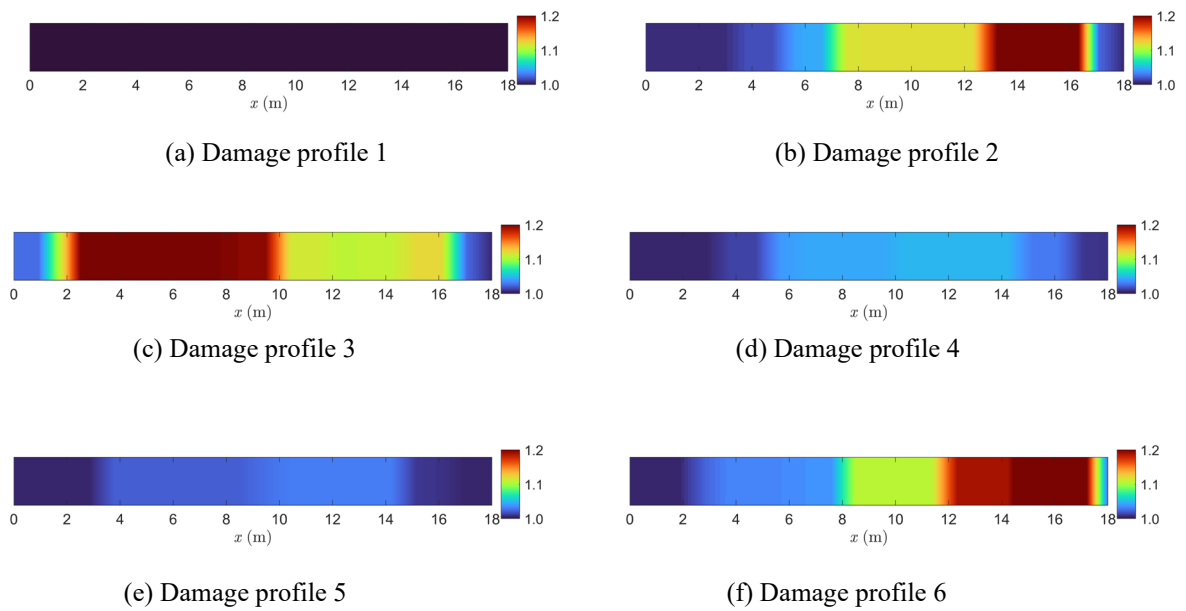 1.2
1.1
1.0
0 2 4 6 8 10 12 14 16 18
x (m)
(a) Damage profile 1
1.2
1.1
1.0
0 2 4 6 8 10 12 14 16 18
x (m)
(b) Damage profile 2
1.2
1.1
1.0
0 2 4 6 8 10 12 14 16 18
x (m)
(c) Damage profile 3
1.2
1.1
1.0
0 2 4 6 8 10 12 14 16 18
x (m)
(d) Damage profile 4
1.2
1.1
1.0
0 2 4 6 8 10 12 14 16 18
x (m)
(e) Damage profile 5
1.2
1.1
1.0
0 2 4 6 8 10 12 14 16 18
x (m)
(f) Damage profile 6